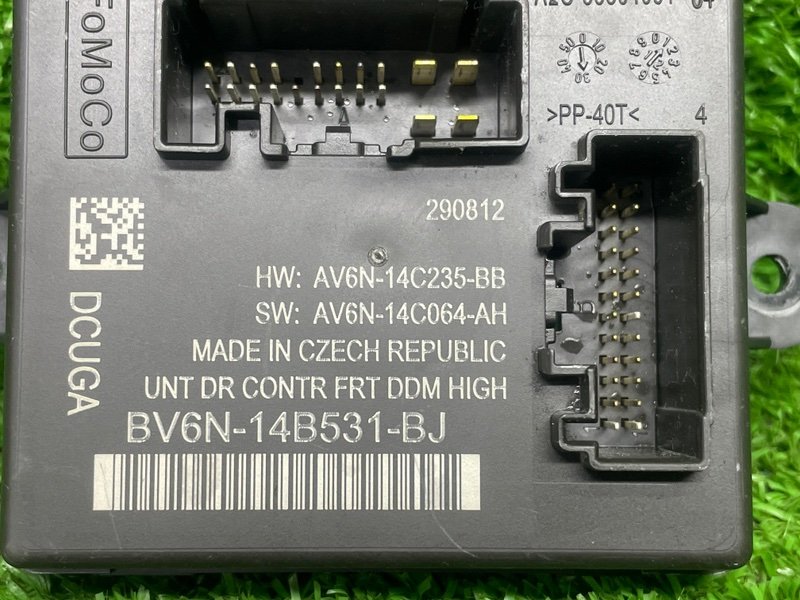 FoMoCo
>PP-40T<
4
A
290812
HW: AV6N-14C235-BB
SW: AV6N-14C064-AH
MADE IN CZECH REPUBLIC
UNT DR CONTR FRT DDM HIGH
BV6N-14B531-BJ
DCUGA
1